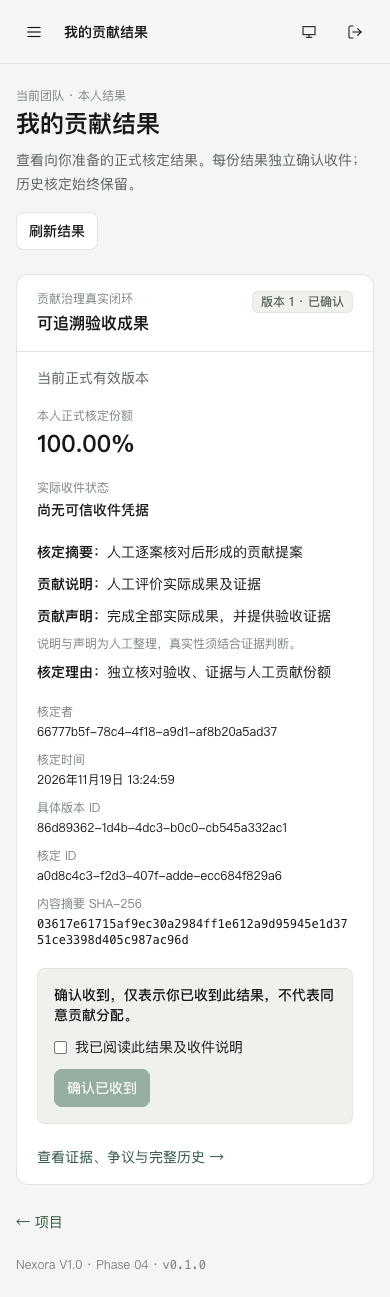 我的贡献结果
当前团队 · 本人结果
我的贡献结果
查看向你准备的正式核定结果。每份结果独立确认收件；
历史核定始终保留。
刷新结果
贡献治理真实闭环
可追溯验收成果
版本 1 · 已确认
当前正式有效版本
本人正式核定份额
100.00%
实际收件状态
尚无可信收件凭据
核定摘要：人工逐案核对后形成的贡献提案
贡献说明：人工评价实际成果及证据
贡献声明：完成全部实际成果，并提供验收证据
说明与声明为人工整理，真实性须结合证据判断。
核定理由：独立核对验收、证据与人工贡献份额
核定者
66777b5f-78c4-4f18-a9d1-af8b20a5ad37
核定时间
2026年11月19日 13:24:59
具体版本 ID
86d89362-1d4b-4dc3-b0c0-cb545a332ac1
核定 ID
a0d8c4c3-f2d3-407f-adde-ecc684f829a6
内容摘要 SHA-256
03617e61715af9ec30a2984ff1e612a9d95945e1d37
51ce3398d405c987ac96d
确认收到，仅表示你已收到此结果，不代表同
意贡献分配。
我已阅读此结果及收件说明
确认已收到
查看证据、争议与完整历史 →
← 项目
Nexora V1.0 · Phase 04 · v0.1.0